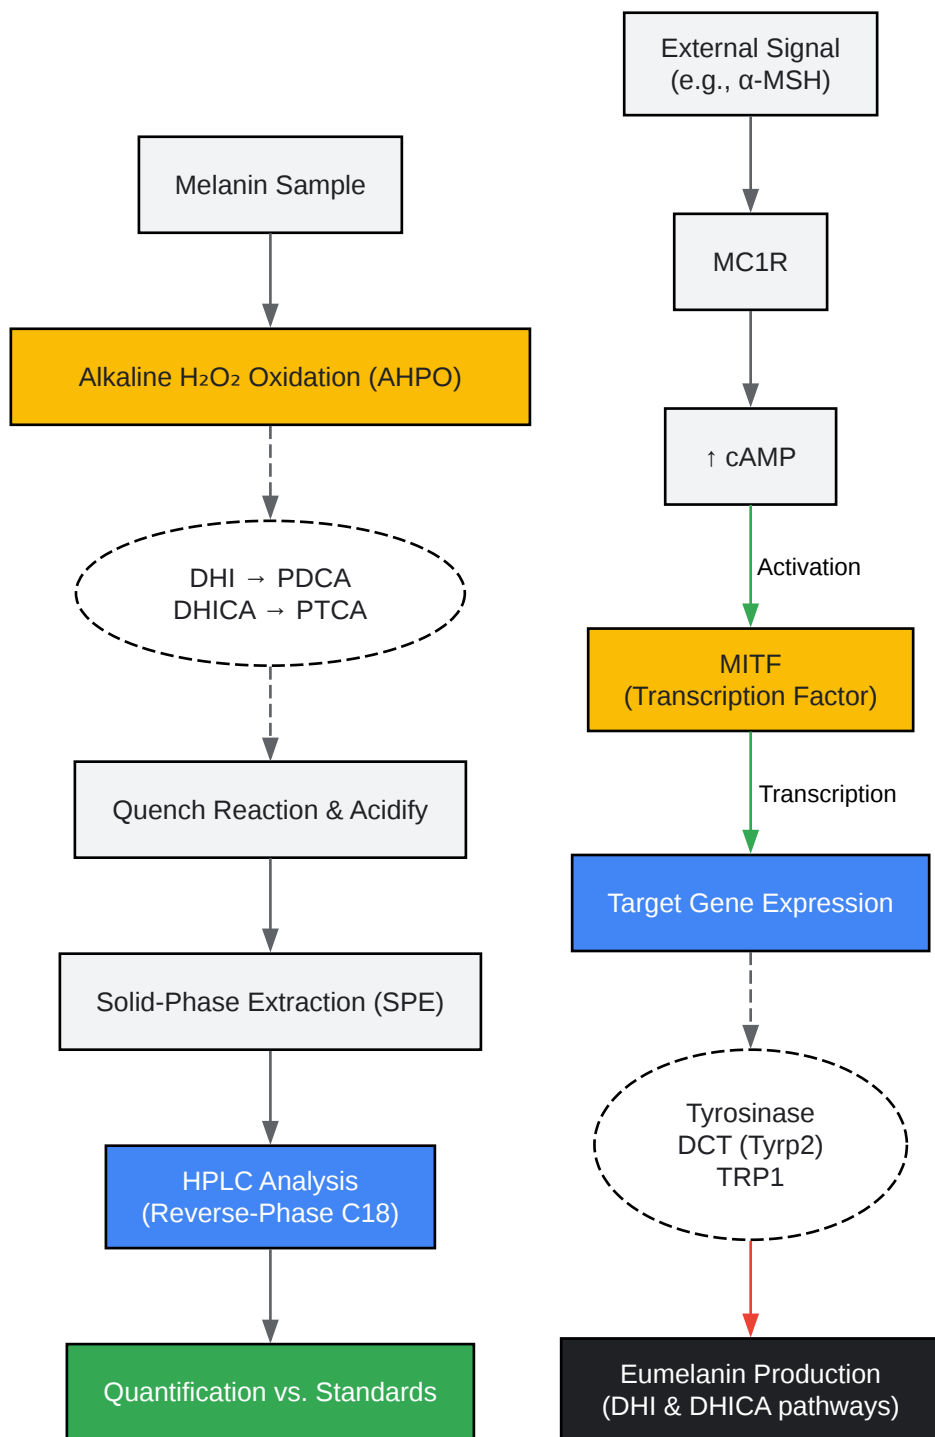 Melanin Sample
Alkaline H₂O₂ Oxidation (AHPO)
DHI → PDCA
DHICA → PTCA
Quench Reaction & Acidify
Solid-Phase Extraction (SPE)
HPLC Analysis
(Reverse-Phase C18)
Quantification vs. Standards
External Signal
(e.g., α-MSH)
MC1R
↑ cAMP
Activation
MITF
(Transcription Factor)
Transcription
Target Gene Expression
Tyrosinase
DCT (Tyrp2)
TRP1
Eumelanin Production
(DHI & DHICA pathways)